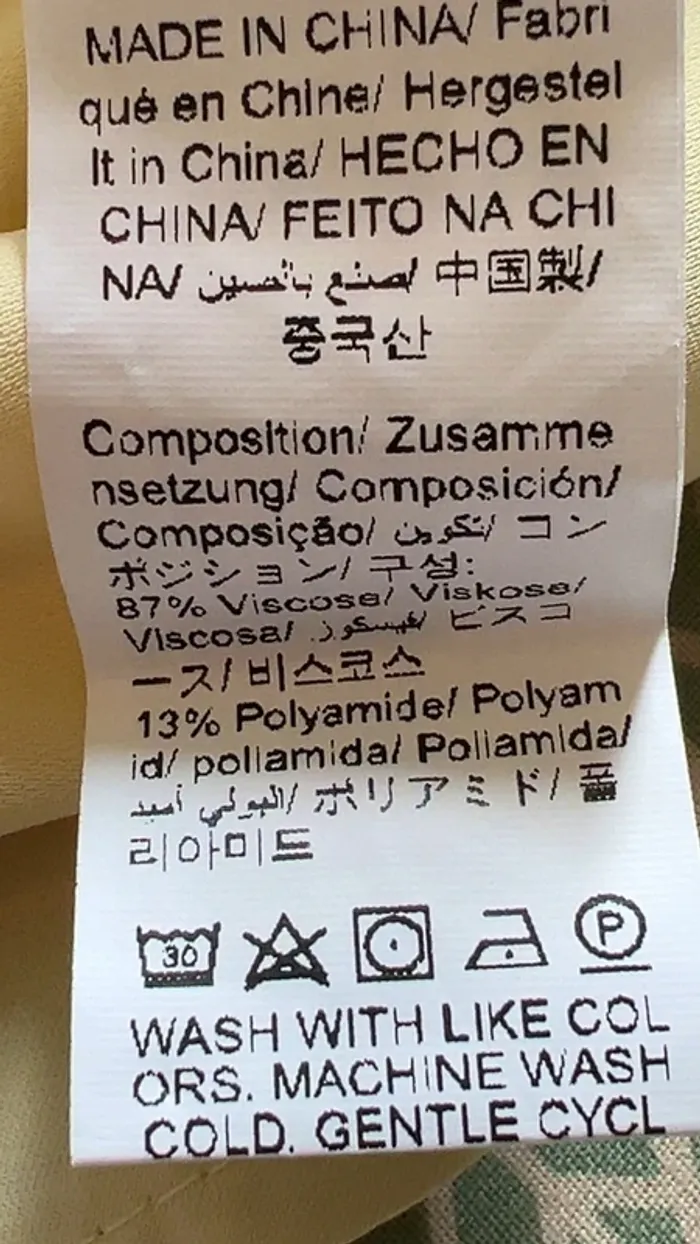 MADE IN CHINA/ Fabri
qué en Chine/ Hergestel
lt in China/ HECHO EN
CHINA/ FEITO NA CHI
NA/ صنع بالصين/ 中国製/
중국산
Composition/ Zusamme
nsetzung/ Composición/
Composição/ تكوين/ コン
ポジション/ 구성:
87% Viscose/ Viskose/
Viscosa/ فيسكوز/ ビスコ
ース/ 비스코스
13% Polyamide/ Polyam
id/ poliamida/ Poliamida/
البولي أميد/ ポリアミド/ 폴
리아미드
30
P
WASH WITH LIKE COL
ORS. MACHINE WASH
COLD. GENTLE CYCL